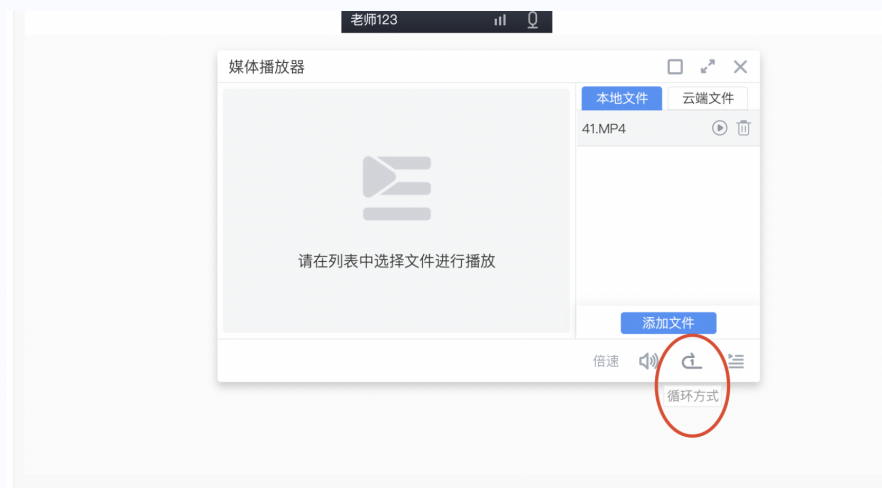 老师123
媒体播放器
本地文件 云端文件
41.MP4
请在列表中选择文件进行播放
添加文件
倍速
循环方式